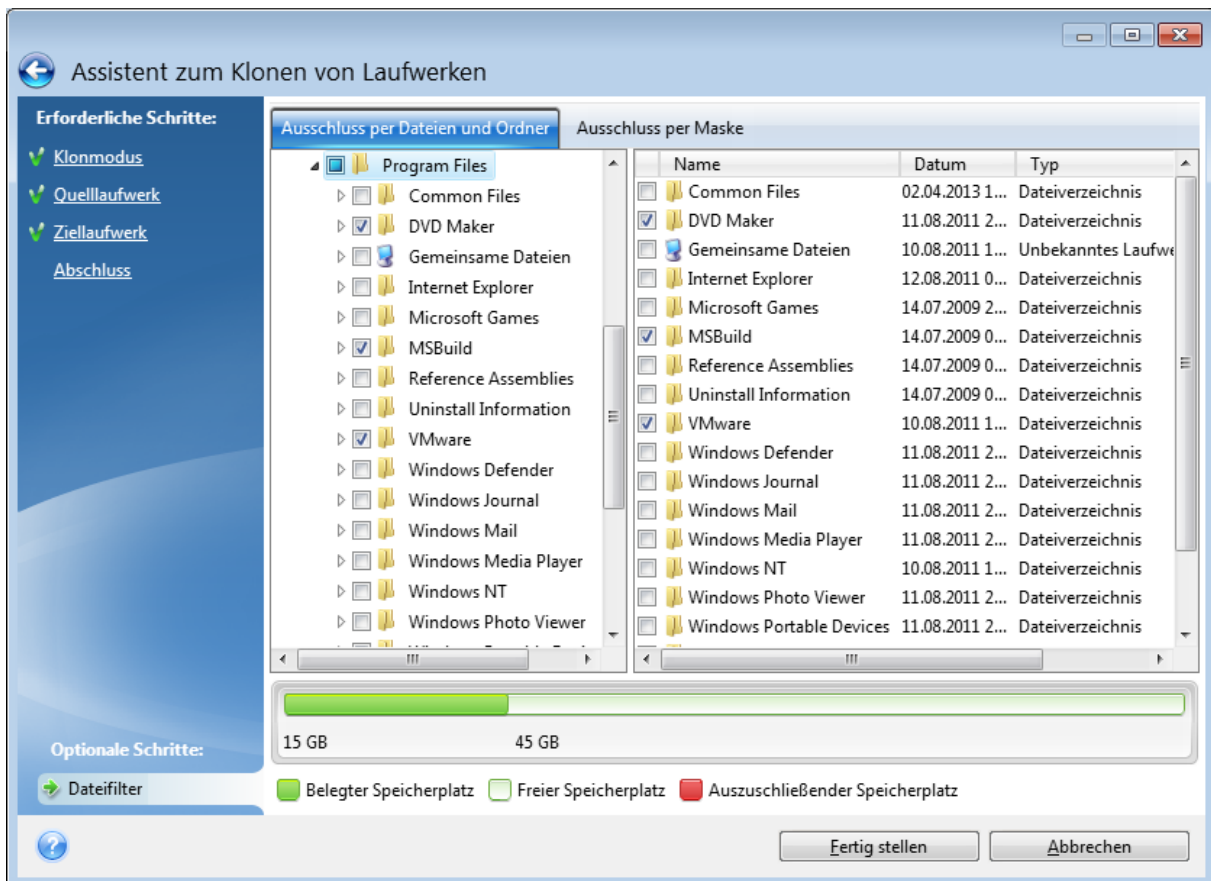 Assistent zum Klonen von Laufwerken
Erforderliche Schritte:
Klonmodus
Quelllaufwerk
Ziellaufwerk
Abschluss
Optionale Schritte:
Dateifilter
Ausschluss per Dateien und Ordner
Ausschluss per Maske
Program Files
Common Files
DVD Maker
Gemeinsame Dateien
Internet Explorer
Microsoft Games
MSBuild
Reference Assemblies
Uninstall Information
VMware
Windows Defender
Windows Journal
Windows Mail
Windows Media Player
Windows NT
Windows Photo Viewer
Name Datum Typ
Common Files 02.04.2013 1... Dateiverzeichnis
DVD Maker 11.08.2011 2... Dateiverzeichnis
Gemeinsame Dateien 10.08.2011 1... Unbekanntes Laufwe
Internet Explorer 12.08.2011 0... Dateiverzeichnis
Microsoft Games 14.07.2009 2... Dateiverzeichnis
MSBuild 14.07.2009 0... Dateiverzeichnis
Reference Assemblies 14.07.2009 0... Dateiverzeichnis
Uninstall Information 14.07.2009 0... Dateiverzeichnis
VMware 10.08.2011 1... Dateiverzeichnis
Windows Defender 11.08.2011 2... Dateiverzeichnis
Windows Journal 11.08.2011 2... Dateiverzeichnis
Windows Mail 11.08.2011 2... Dateiverzeichnis
Windows Media Player 11.08.2011 2... Dateiverzeichnis
Windows NT 10.08.2011 1... Dateiverzeichnis
Windows Photo Viewer 11.08.2011 2... Dateiverzeichnis
Windows Portable Devices 11.08.2011 2... Dateiverzeichnis
15 GB 45 GB
Belegter Speicherplatz Freier Speicherplatz Auszuschließender Speicherplatz
Fertig stellen Abbrechen